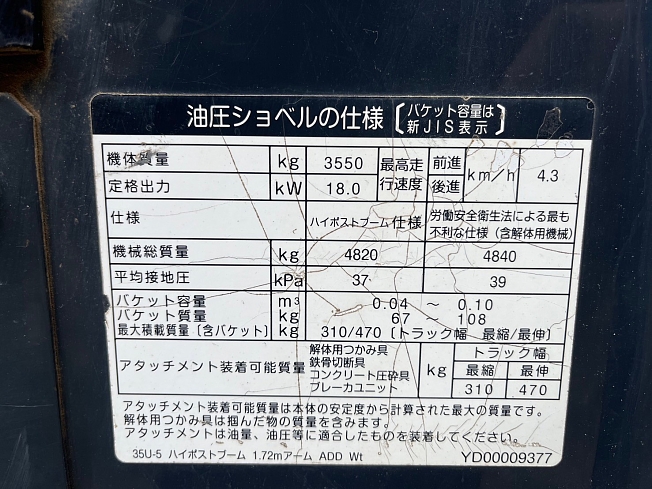 油圧ショベルの仕様〔バケット容量は新JIS表示〕
機体質量 kg 3550 最高走行速度 前進 後進 km/h 4.3
定格出力 kW 18.0
仕様 ハイポストブーム仕様 労働安全衛生法による最も不利な仕様(含解体用機械)
機械総質量 kg 4820 4840
平均接地圧 kPa 37 39
バケット容量 m³ 0.04 ~ 0.10
バケット質量 kg 67 ~ 108
最大積載質量〔含バケット〕 kg 310/470〔トラック幅 最縮/最伸〕
アタッチメント装着可能質量 解体用つかみ具 鉄骨切断具 コンクリート圧砕具 ブレーカユニット kg トラック幅 最縮 最伸 310 470
アタッチメント装着可能質量は本体の安定度から計算された最大の質量です。
解体用つかみ具は掴んだ物の質量を含みます。
アタッチメントは油量、油圧等に適合したものを装着してください。
35U-5 ハイポストブーム 1.72mアーム ADD Wt YD00009377